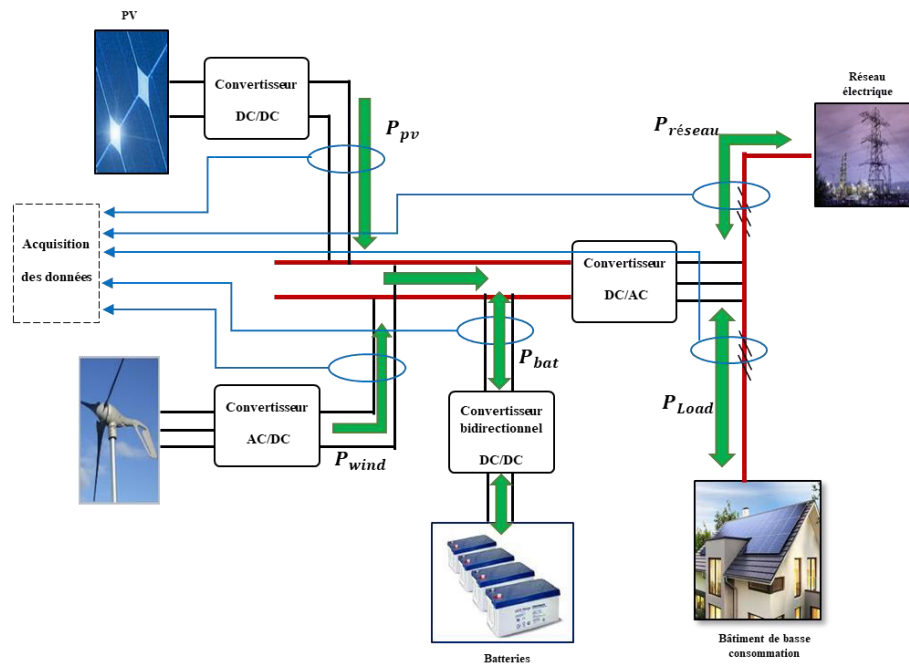 PV
Convertisseur
DC/DC
P_pv
P_réseau
Réseau
électrique
Acquisition
des données
Convertisseur
DC/AC
Convertisseur
AC/DC
P_wind
P_bat
Convertisseur
bidirectionnel
DC/DC
P_Load
Batteries
Bâtiment de basse
consommation